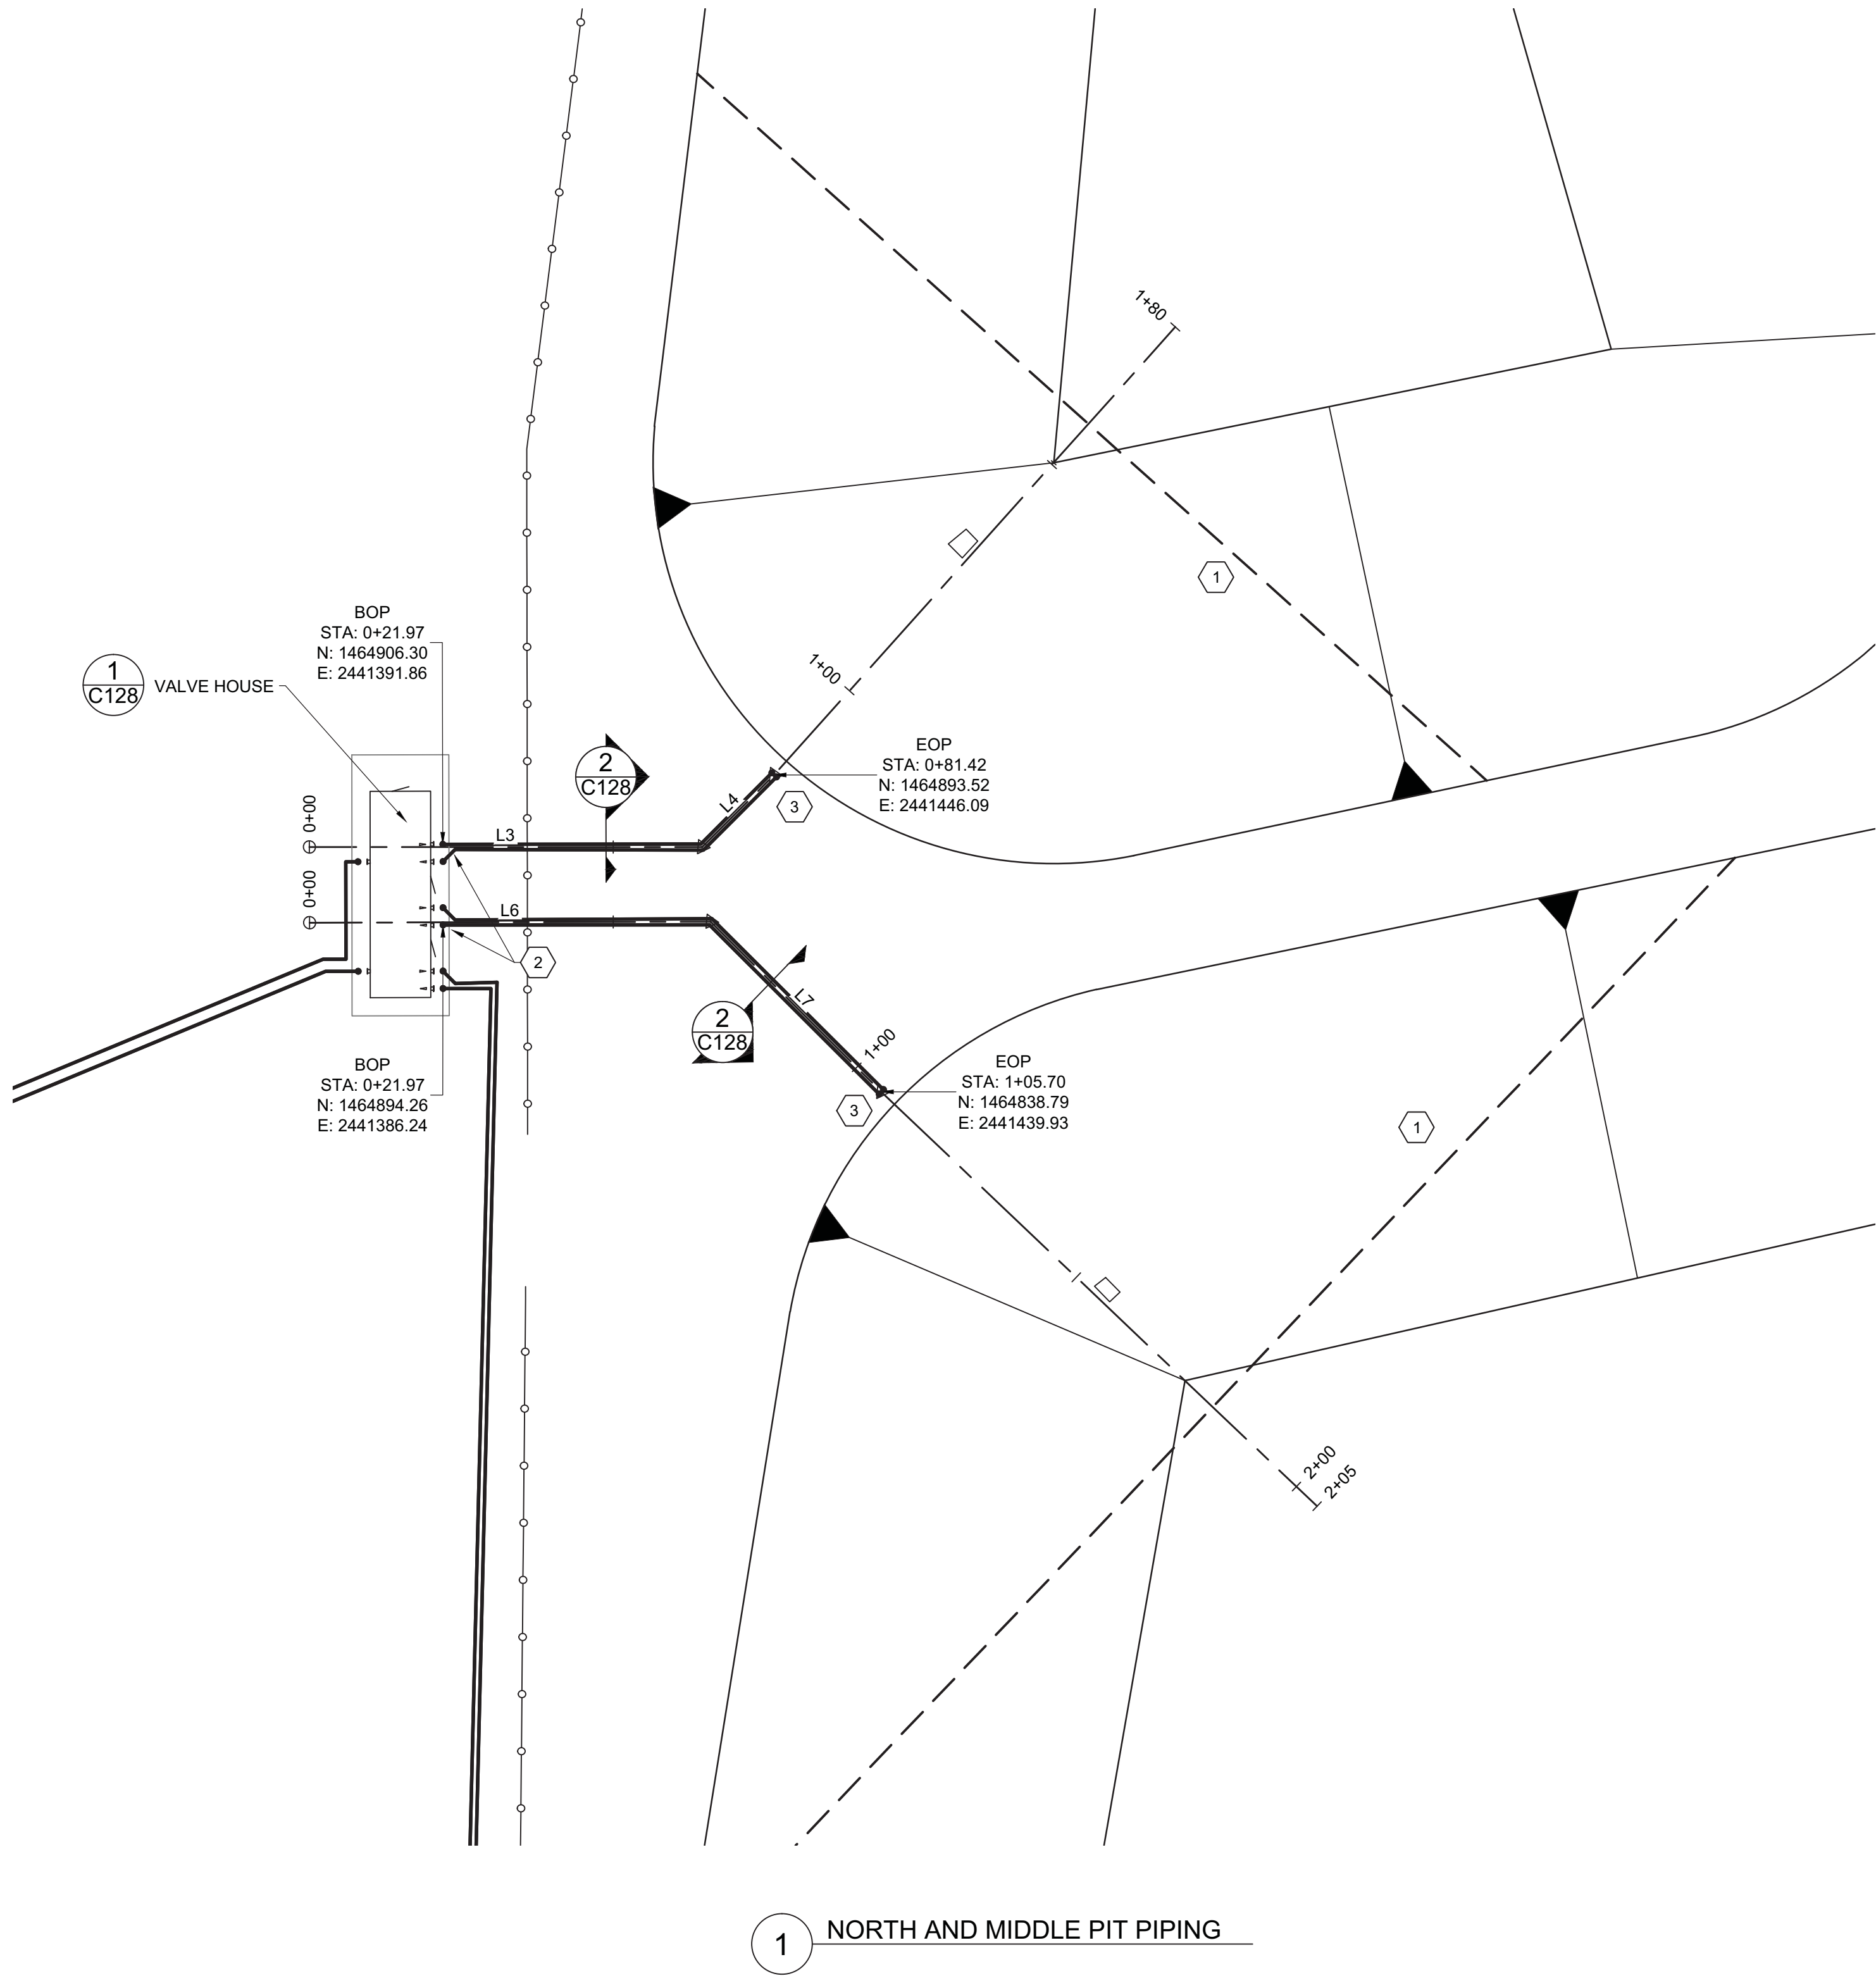 1+80
1
BOP
STA: 0+21.97
N: 1464906.30
E: 2441391.86
1
C128
VALVE HOUSE
1+00
2
C128
EOP
STA: 0+81.42
N: 1464893.52
E: 2441446.09
3
L4
L3
0+00
0+00
L6
2
L7
2
C128
1+00
BOP
STA: 0+21.97
N: 1464894.26
E: 2441386.24
EOP
STA: 1+05.70
N: 1464838.79
E: 2441439.93
3
1
2+00
2+05
1
NORTH AND MIDDLE PIT PIPING